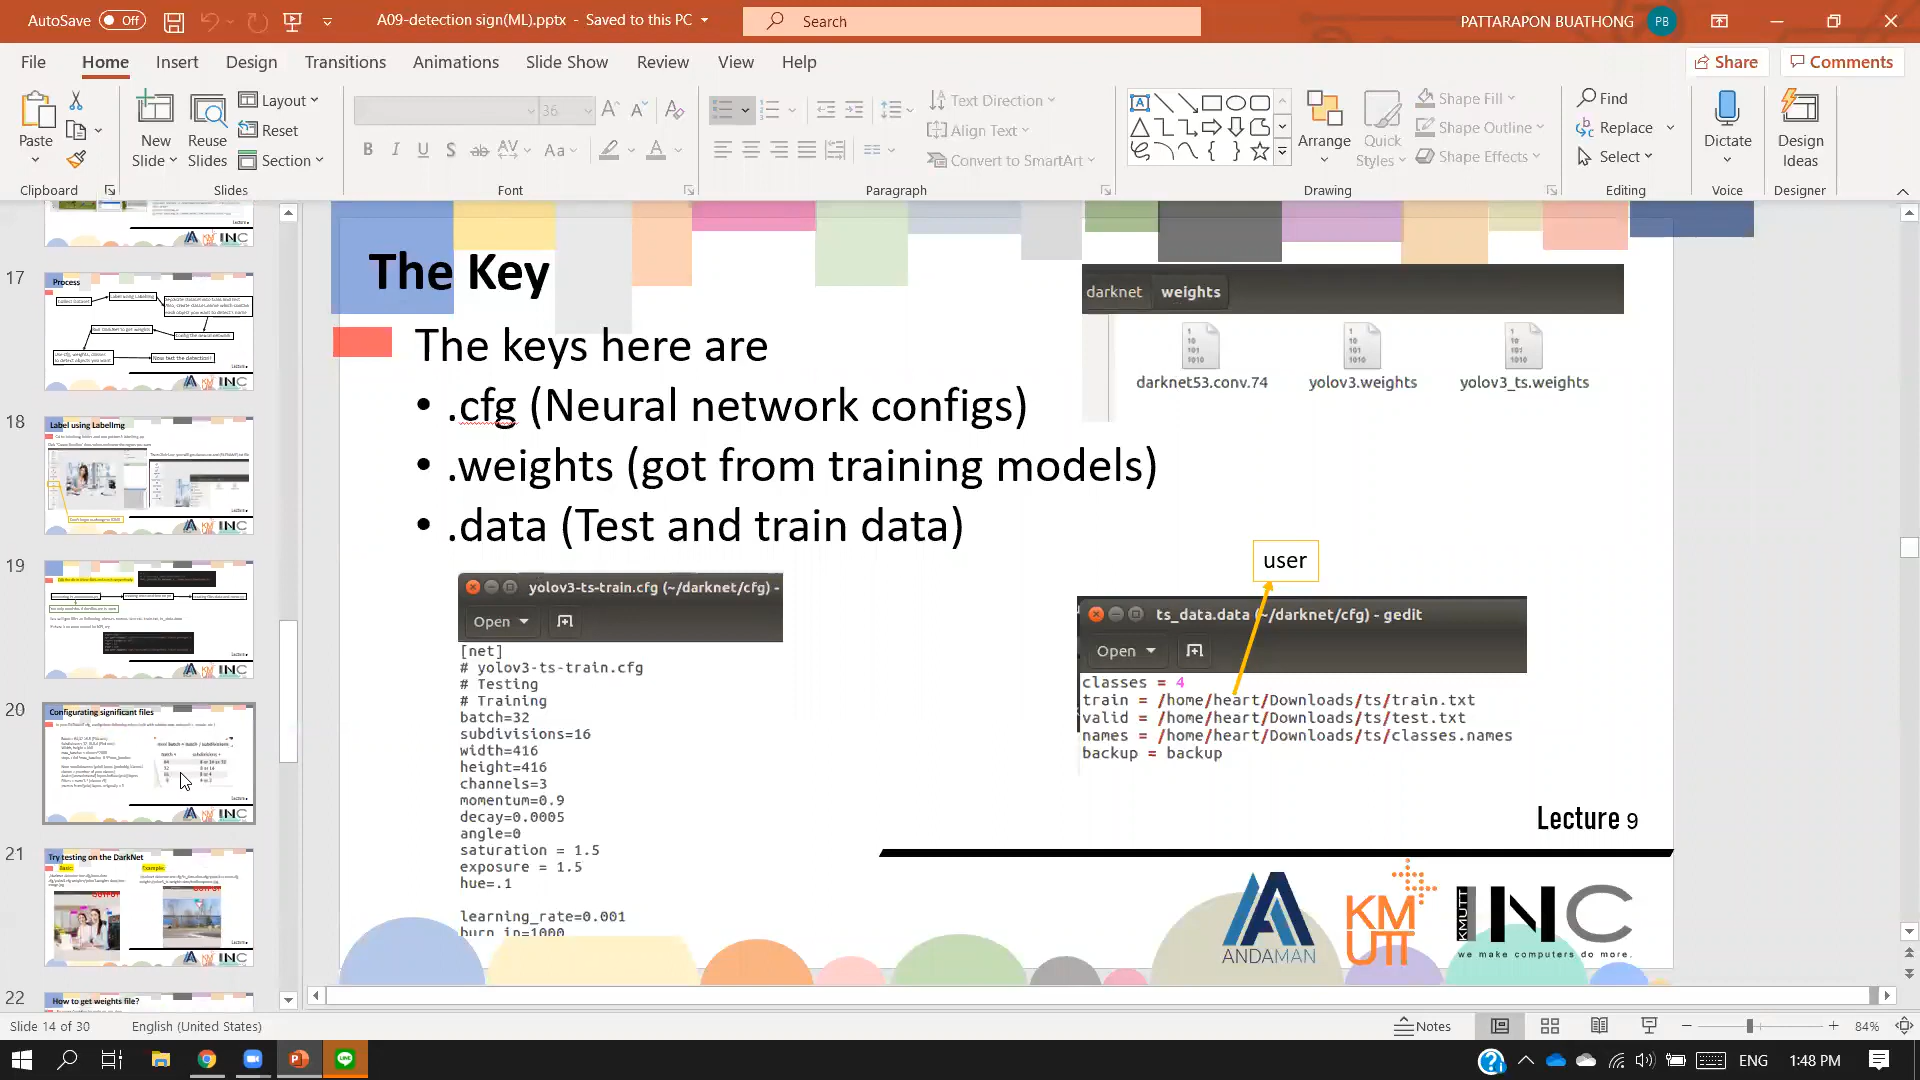 AutoSave Off
A09-detection sign(ML).pptx - Saved to this PC
Search
PATTARAPON BUATHONG PB
File Home Insert Design Transitions Animations Slide Show Review View Help
Share Comments
Paste
New Slide
Reuse Slides
Layout
Reset
Section
36
Text Direction
Align Text
Convert to SmartArt
Arrange
Quick Styles
Shape Fill
Shape Outline
Shape Effects
Find
Replace
Select
Dictate
Design Ideas
Clipboard Slides Font Paragraph Drawing Editing Voice Designer
17
Process
18
Label using LabelImg
19
20
Configurating significant files
21
Try testing on the DarkNet
Basic:
Example:
22
How to get weights file?
The Key
The keys here are
• .cfg (Neural network configs)
• .weights (got from training models)
• .data (Test and train data)
darknet weights
darknet53.conv.74 yolov3.weights yolov3_ts.weights
yolov3-ts-train.cfg (~/darknet/cfg) -
Open
[net]
# yolov3-ts-train.cfg
# Testing
# Training
batch=32
subdivisions=16
width=416
height=416
channels=3
momentum=0.9
decay=0.0005
angle=0
saturation = 1.5
exposure = 1.5
hue=.1
learning_rate=0.001
burn_in=1000
user
ts_data.data (~/darknet/cfg) - gedit
Open
classes = 4
train = /home/heart/Downloads/ts/train.txt
valid = /home/heart/Downloads/ts/test.txt
names = /home/heart/Downloads/ts/classes.names
backup = backup
Lecture 9
ANDAMAN
KMUTT
KMUTT INC
we make computers do more.
Slide 14 of 30
English (United States)
Notes
84%
ENG
1:48 PM